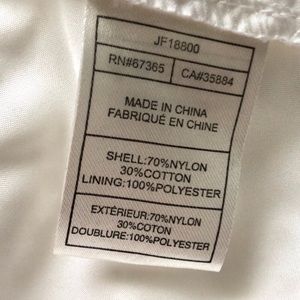 JF18800
RN#67365 CA#35884
MADE IN CHINA
FABRIQUÉ EN CHINE
SHELL:70%NYLON
30%COTTON
LINING:100%POLYESTER
EXTÉRIEUR:70%NYLON
30%COTON
DOUBLURE:100%POLYESTER